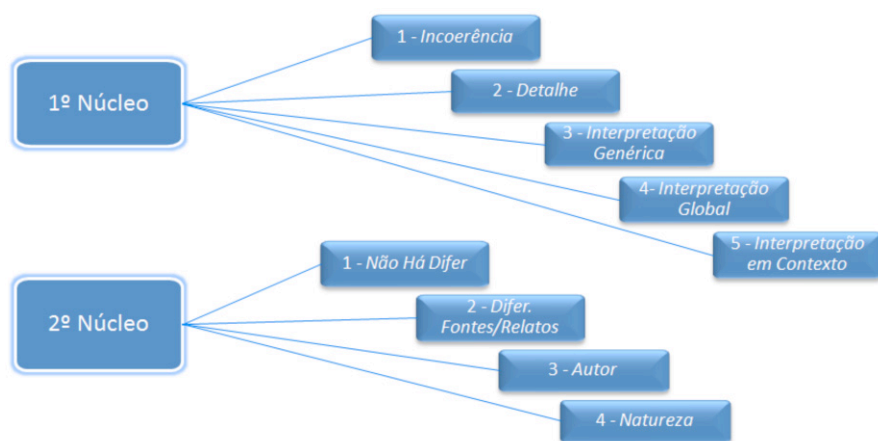 1 - Incoerência
1º Núcleo
2 - Detalhe
3 - Interpretação
Genérica
4- Interpretação
Global
5 - Interpretação
em Contexto
1 - Não Há Difer
2º Núcleo
2 - Difer.
Fontes/Relatos
3 - Autor
4 - Natureza